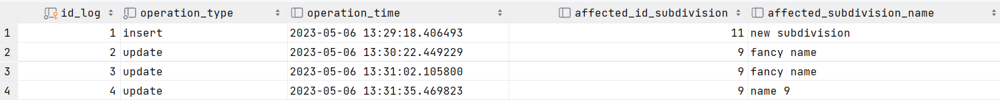 id_log operation_type operation_time affected_id_subdivision affected_subdivision_name
1 1 insert 2023-05-06 13:29:18.406493 11 new subdivision
2 2 update 2023-05-06 13:30:22.449229 9 fancy name
3 3 update 2023-05-06 13:31:02.105800 9 fancy name
4 4 update 2023-05-06 13:31:35.469823 9 name 9